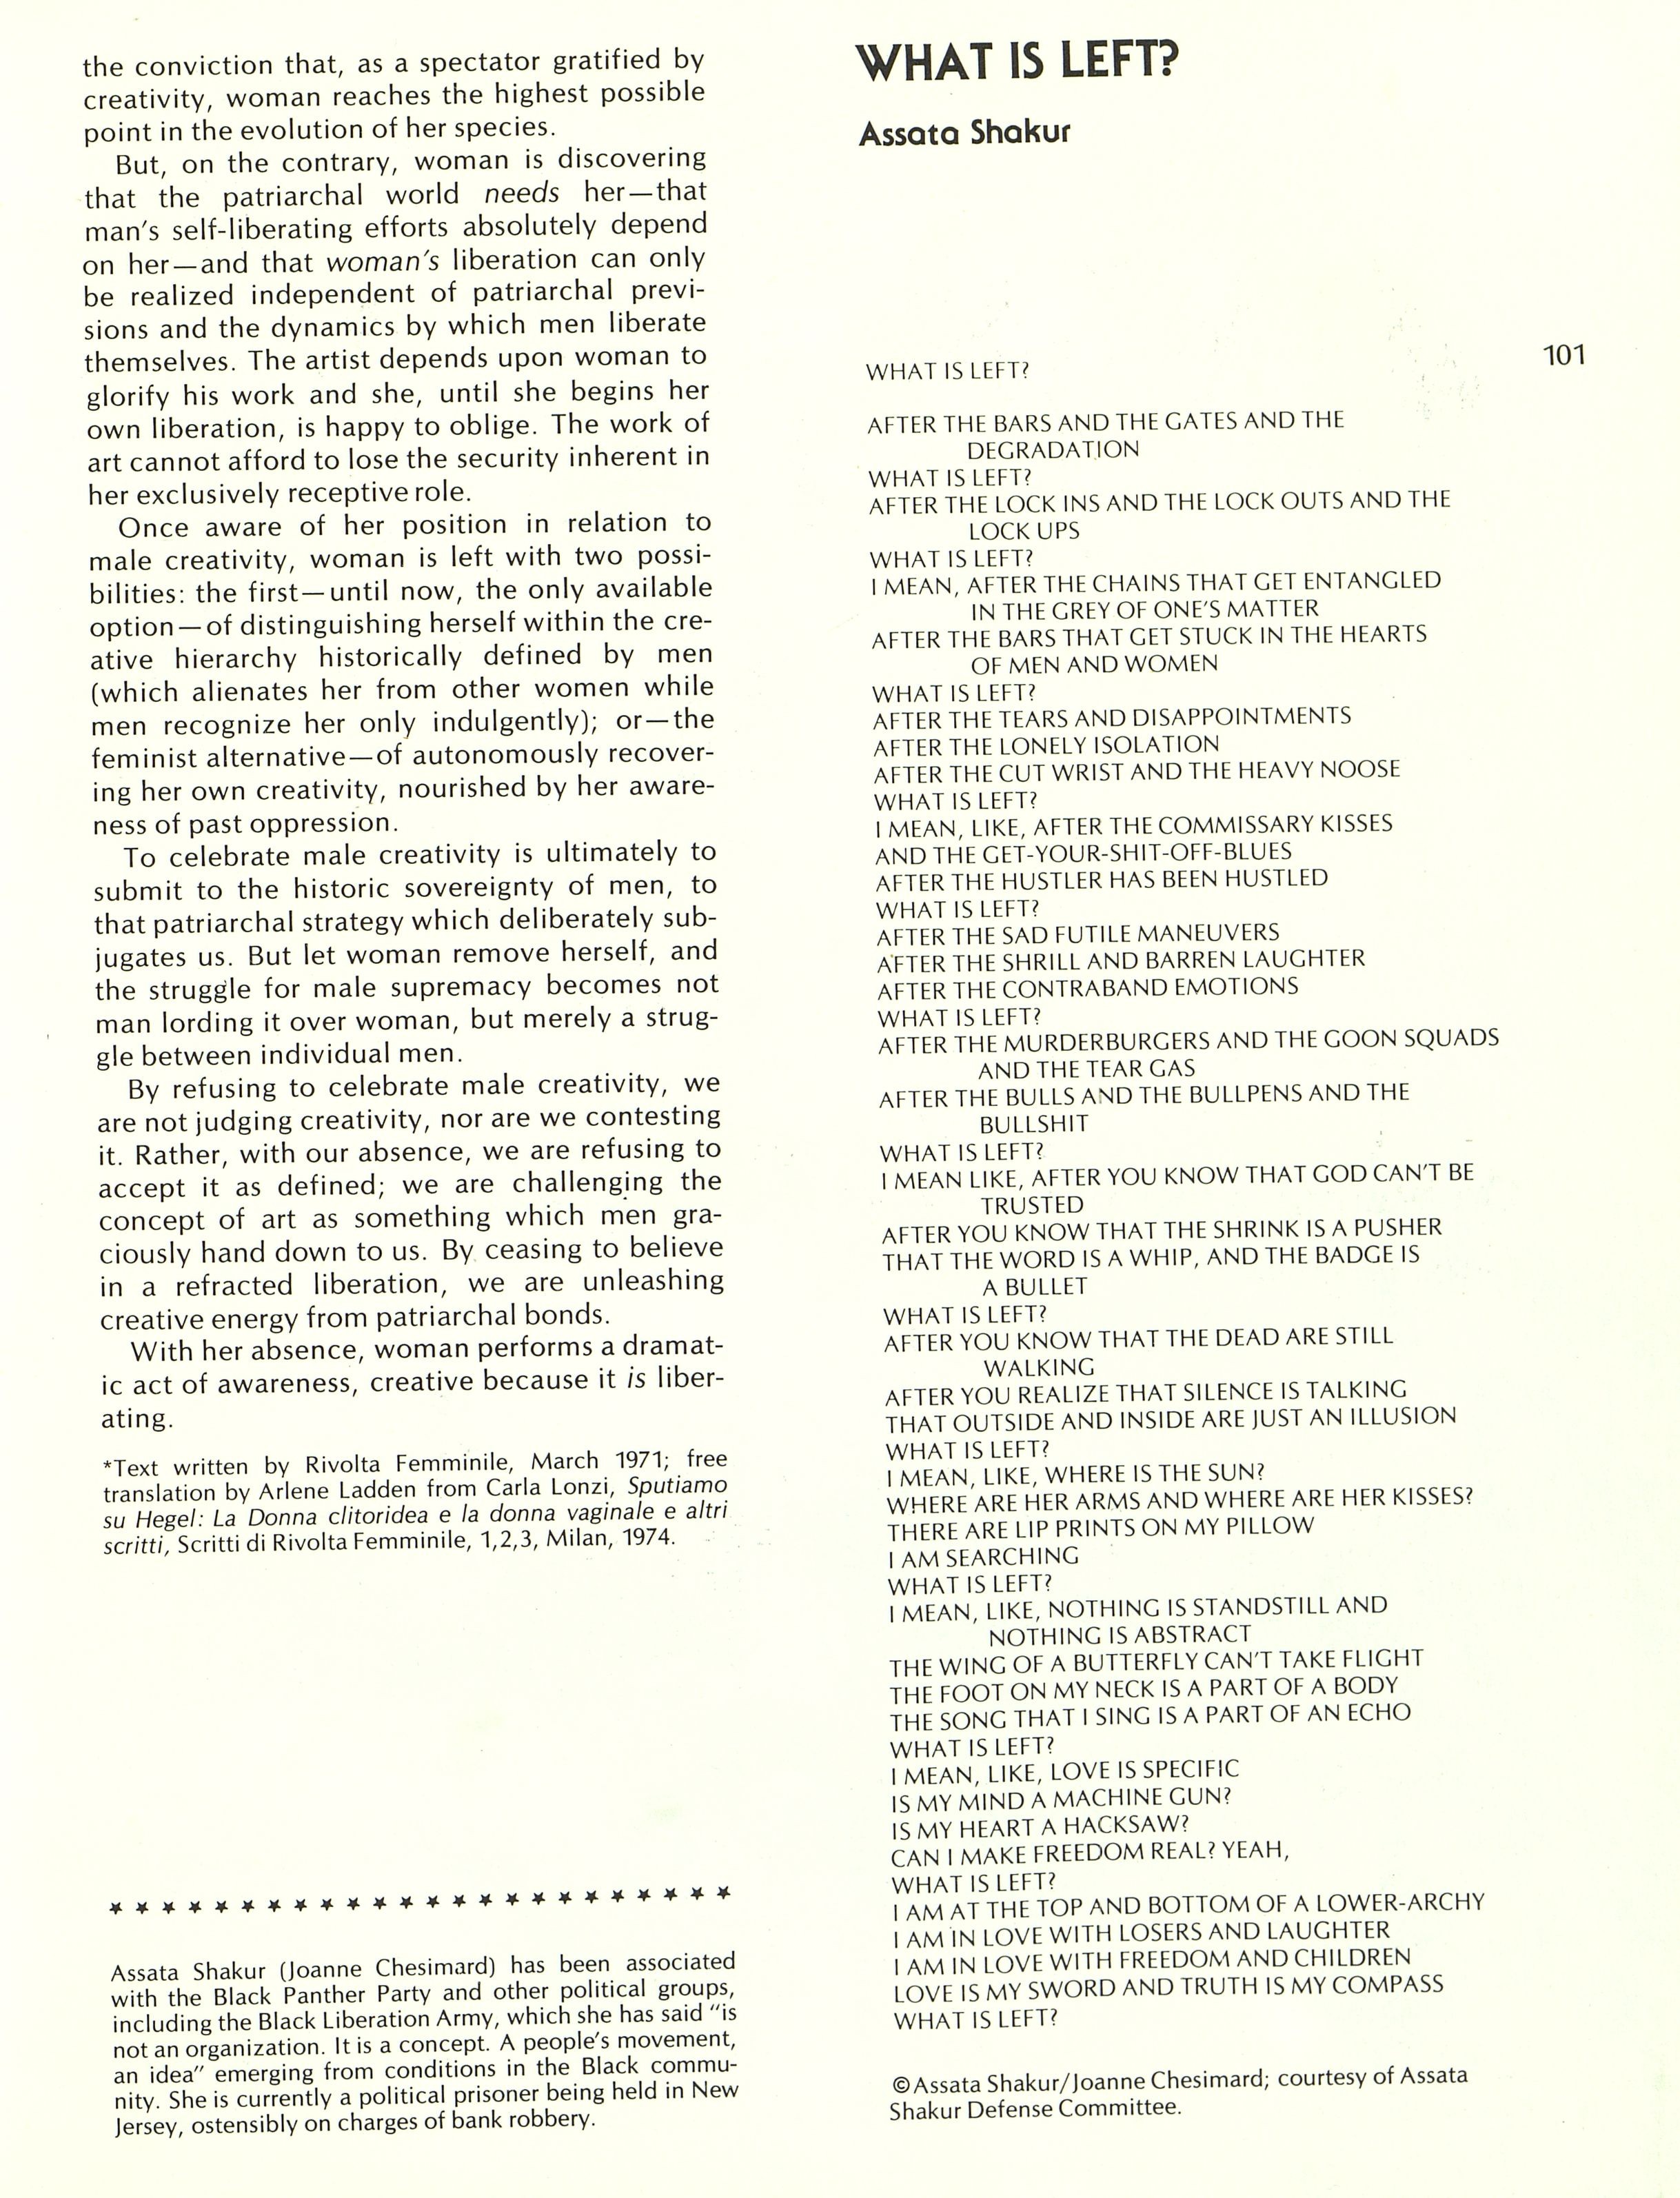 the conviction that, as a spectator gratified by
creativity, woman reaches the highest possible
point in the evolution of her species.
But, on the contrary, woman is discovering
that the patriarchal world needs her—that
man's self-liberating efforts absolutely depend
on her—and that woman's liberation can only
be realized independent of patriarchal previ-
sions and the dynamics by which men liberate
themselves. The artist depends upon woman to
glorify his work and she, until she begins her
own liberation, is happy to oblige. The work of
art cannot afford to lose the security inherent in
her exclusively receptive role.
Once aware of her position in relation to
male creativity, woman is left with two possi-
bilities: the first—until now, the only available
option—of distinguishing herself within the cre-
ative hierarchy historically defined by men
(which alienates her from other women while
men recognize her only indulgently); or—the
feminist alternative—of autonomously recover-
ing her own creativity, nourished by her aware-
ness of past oppression.
To celebrate male creativity is ultimately to
submit to the historic sovereignty of men, to
that patriarchal strategy which deliberately sub-
jugates us. But let woman remove herself, and
the struggle for male supremacy becomes not
man lording it over woman, but merely a strug-
gle between individual men.
By refusing to celebrate male creativity, we
are not judging creativity, nor are we contesting
it. Rather, with our absence, we are refusing to
accept it as defined; we are challenging the
concept of art as something which men gra-
ciously hand down to us. By ceasing to believe
in a refracted liberation, we are unleashing
creative energy from patriarchal bonds.
With her absence, woman performs a dramat-
ic act of awareness, creative because it is liber-
ating.
*Text written by Rivolta Femminile, March 1971; free
translation by Arlene Ladden from Carla Lonzi, Sputiamo
su Hegel: La Donna clitoridea e la donna vaginale e altri
scritti, Scritti di Rivolta Femminile, 1,2,3, Milan, 1974.
Assata Shakur (Joanne Chesimard) has been associated
with the Black Panther Party and other political groups,
including the Black Liberation Army, which she has said "is
not an organization. It is a concept. A people's movement,
an idea" emerging from conditions in the Black commu-
nity. She is currently a political prisoner being held in New
Jersey, ostensibly on charges of bank robbery.
WHAT IS LEFT?
Assata Shakur
101
WHAT IS LEFT?
AFTER THE BARS AND THE GATES AND THE
DEGRADATION
WHAT IS LEFT?
AFTER THE LOCK INS AND THE LOCK OUTS AND THE
LOCK UPS
WHAT IS LEFT?
I MEAN, AFTER THE CHAINS THAT GET ENTANGLED
IN THE GREY OF ONE'S MATTER
AFTER THE BARS THAT GET STUCK IN THE HEARTS
OF MEN AND WOMEN
WHAT IS LEFT?
AFTER THE TEARS AND DISAPPOINTMENTS
AFTER THE LONELY ISOLATION
AFTER THE CUT WRIST AND THE HEAVY NOOSE
WHAT IS LEFT?
I MEAN, LIKE, AFTER THE COMMISSARY KISSES
AND THE GET-YOUR-SHIT-OFF-BLUES
AFTER THE HUSTLER HAS BEEN HUSTLED
WHAT IS LEFT?
AFTER THE SAD FUTILE MANEUVERS
AFTER THE SHRILL AND BARREN LAUGHTER
AFTER THE CONTRABAND EMOTIONS
WHAT IS LEFT?
AFTER THE MURDERBURGERS AND THE GOON SQUADS
AND THE TEAR GAS
AFTER THE BULLS AND THE BULLPENS AND THE
BULLSHIT
WHAT IS LEFT?
I MEAN LIKE, AFTER YOU KNOW THAT GOD CAN'T BE
TRUSTED
AFTER YOU KNOW THAT THE SHRINK IS A PUSHER
THAT THE WORD IS A WHIP, AND THE BADGE IS
A BULLET
WHAT IS LEFT?
AFTER YOU KNOW THAT THE DEAD ARE STILL
WALKING
AFTER YOU REALIZE THAT SILENCE IS TALKING
THAT OUTSIDE AND INSIDE ARE JUST AN ILLUSION
WHAT IS LEFT?
I MEAN, LIKE, WHERE IS THE SUN?
WHERE ARE HER ARMS AND WHERE ARE HER KISSES?
THERE ARE LIP PRINTS ON MY PILLOW
I AM SEARCHING
WHAT IS LEFT?
I MEAN, LIKE, NOTHING IS STANDSTILL AND
NOTHING IS ABSTRACT
THE WING OF A BUTTERFLY CAN'T TAKE FLIGHT
THE FOOT ON MY NECK IS A PART OF A BODY
THE SONG THAT I SING IS A PART OF AN ECHO
WHAT IS LEFT?
I MEAN, LIKE, LOVE IS SPECIFIC
IS MY MIND A MACHINE GUN?
IS MY HEART A HACKSAW?
CAN I MAKE FREEDOM REAL? YEAH,
WHAT IS LEFT?
I AM AT THE TOP AND BOTTOM OF A LOWER-ARCHY
I AM IN LOVE WITH LOSERS AND LAUGHTER
I AM IN LOVE WITH FREEDOM AND CHILDREN
LOVE IS MY SWORD AND TRUTH IS MY COMPASS
WHAT IS LEFT?
©Assata Shakur/Joanne Chesimard; courtesy of Assata
Shakur Defense Committee.